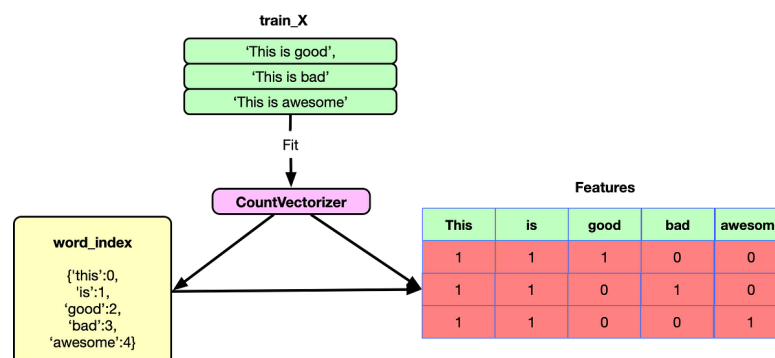 train_X
‘This is good’,
‘This is bad’
‘This is awesome’
Fit
CountVectorizer
word_index
{'this':0,
'is':1,
‘good’:2,
‘bad’:3,
‘awesome’:4}
Features
This is good bad awesom
1 1 1 0 0
1 1 0 1 0
1 1 0 0 1